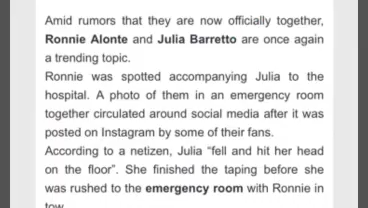 Amid rumors that they are now officially together,
Ronnie Alonte and Julia Barretto are once again
a trending topic.
Ronnie was spotted accompanying Julia to the
hospital. A photo of them in an emergency room
together circulated around social media after it was
posted on Instagram by some of their fans.
According to a netizen, Julia “fell and hit her head
on the floor”. She finished the taping before she
was rushed to the emergency room with Ronnie in
tow.